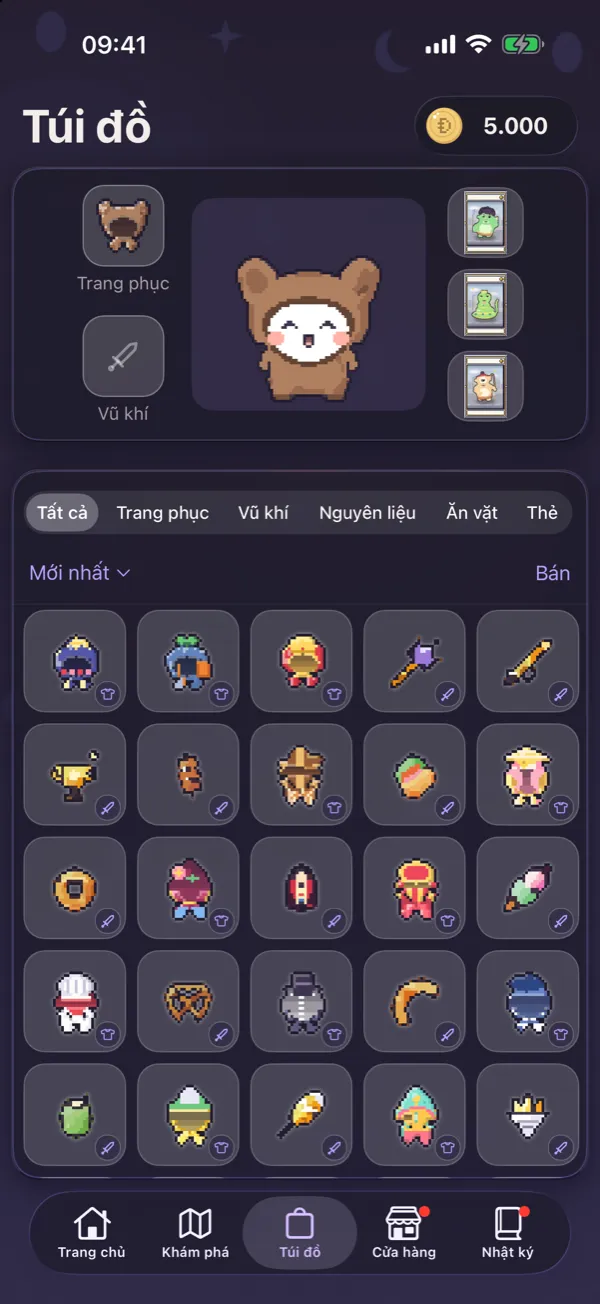 09:41
Túi đồ
5.000
Trang phục
Vũ khí
Tất cả
Trang phục
Vũ khí
Nguyên liệu
Ăn vặt
Thẻ
Mới nhất
Bán
Trang chủ
Khám phá
Túi đồ
Cửa hàng
Nhật ký